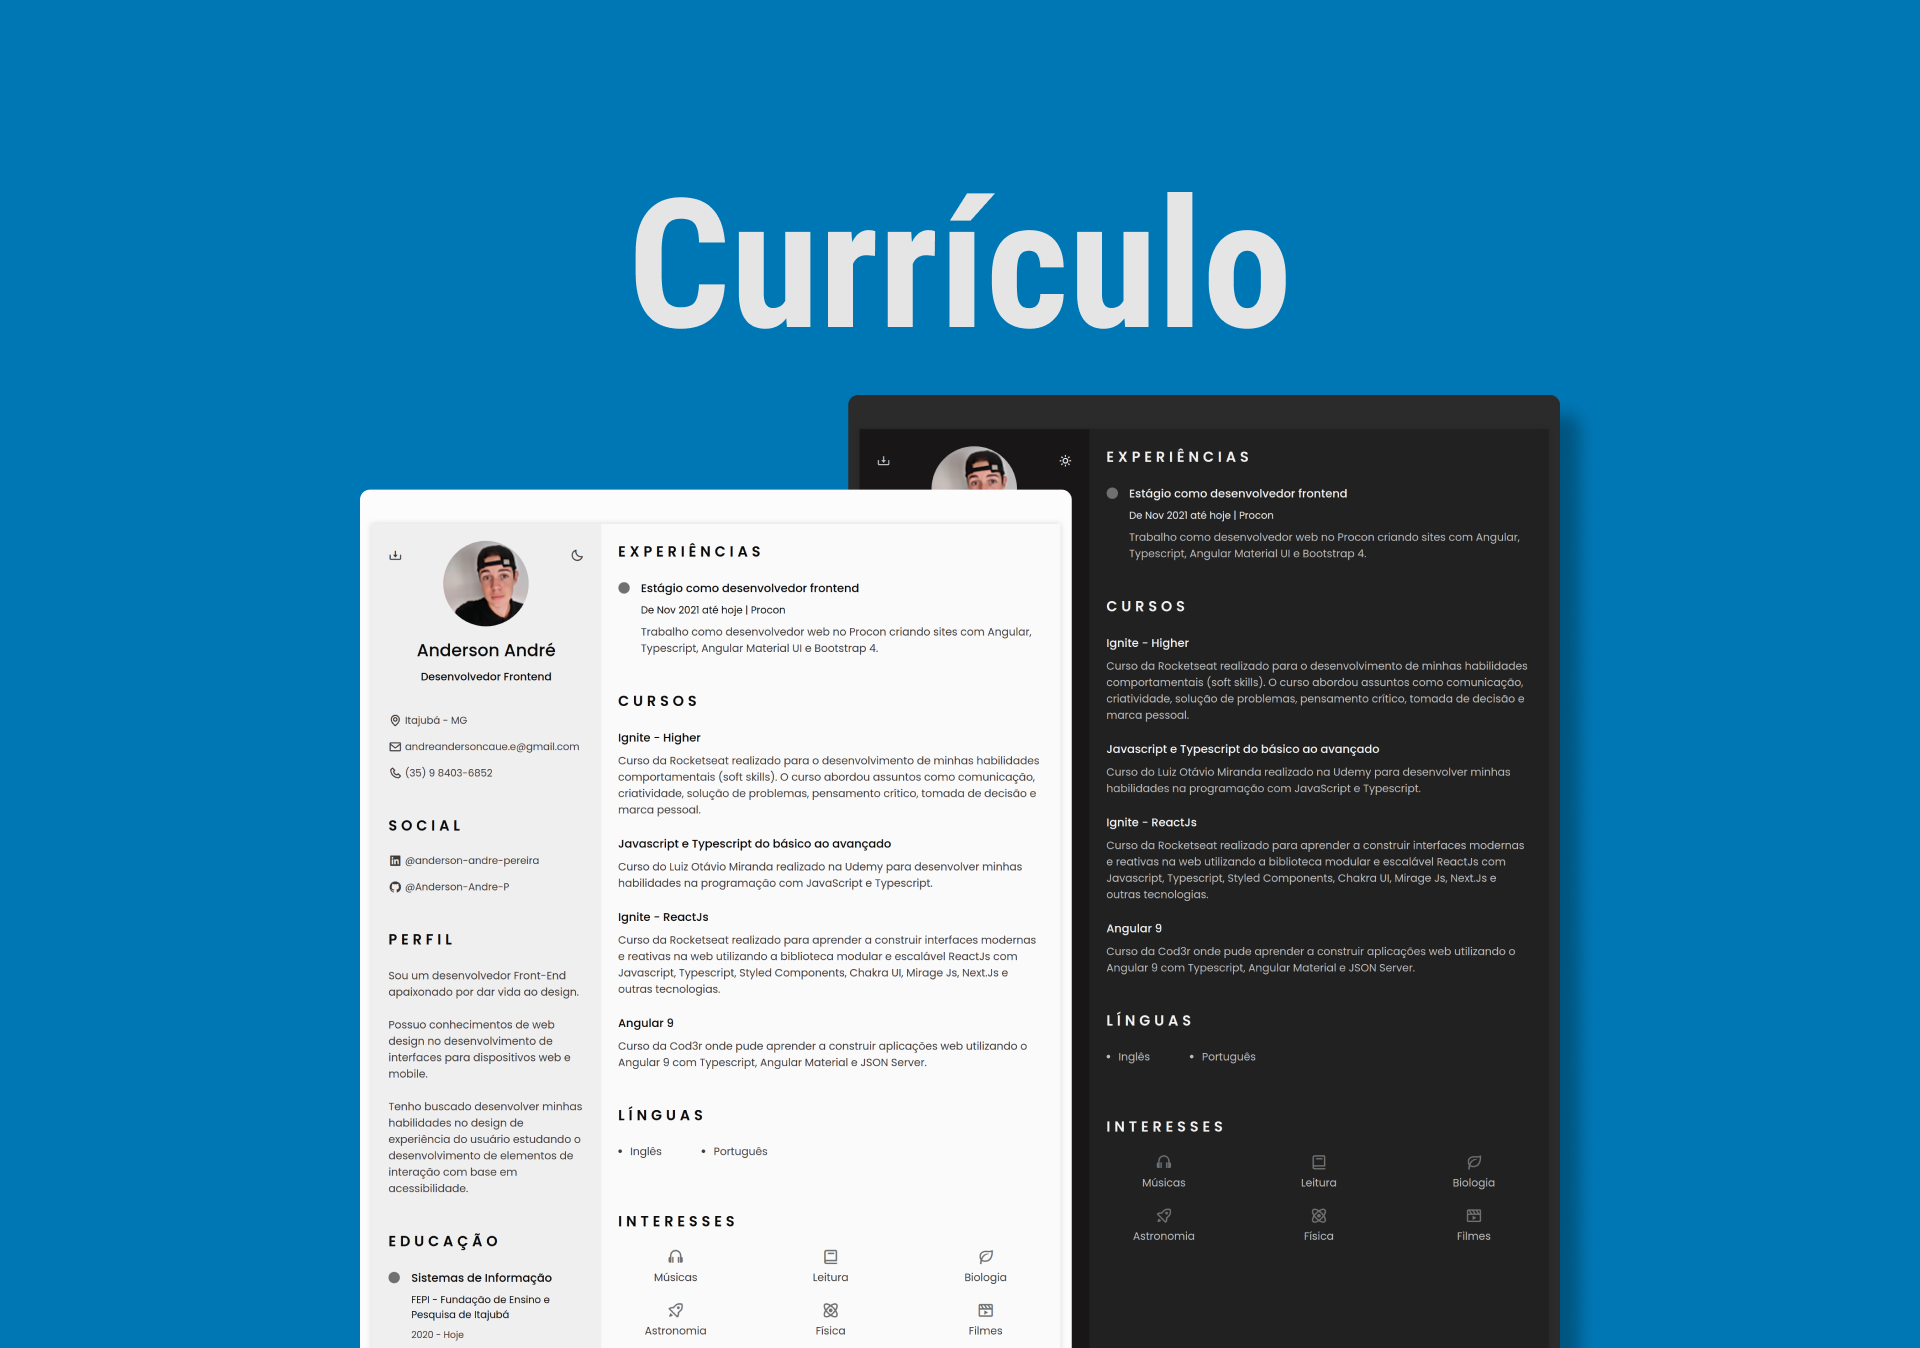 Currículo
Anderson André
Desenvolvedor Frontend
Itajubá - MG
andreandersoncaue.e@gmail.com
(35) 9 8403-6852
SOCIAL
@anderson-andre-pereira
@Anderson-Andre-P
PERFIL
Sou um desenvolvedor Front-End
apaixonado por dar vida ao design.
Possuo conhecimentos de web
design no desenvolvimento de
interfaces para dispositivos web e
mobile.
Tenho buscado desenvolver minhas
habilidades no design de
experiência do usuário estudando o
desenvolvimento de elementos de
interação com base em
acessibilidade.
EDUCAÇÃO
Sistemas de Informação
FEPI - Fundação de Ensino e
Pesquisa de Itajubá
2020 - Hoje
EXPERIÊNCIAS
Estágio como desenvolvedor frontend
De Nov 2021 até hoje | Procon
Trabalho como desenvolvedor web no Procon criando sites com Angular,
Typescript, Angular Material UI e Bootstrap 4.
CURSOS
Ignite - Higher
Curso da Rocketseat realizado para o desenvolvimento de minhas habilidades
comportamentais (soft skills). O curso abordou assuntos como comunicação,
criatividade, solução de problemas, pensamento crítico, tomada de decisão e
marca pessoal.
Javascript e Typescript do básico ao avançado
Curso do Luiz Otávio Miranda realizado na Udemy para desenvolver minhas
habilidades na programação com JavaScript e Typescript.
Ignite - ReactJs
Curso da Rocketseat realizado para aprender a construir interfaces modernas
e reativas na web utilizando a biblioteca modular e escalável ReactJs com
Javascript, Typescript, Styled Components, Chakra UI, Mirage Js, Next.Js e
outras tecnologias.
Angular 9
Curso da Cod3r onde pude aprender a construir aplicações web utilizando o
Angular 9 com Typescript, Angular Material e JSON Server.
LÍNGUAS
• Inglês • Português
INTERESSES
Músicas Leitura Biologia
Astronomia Física Filmes
EXPERIÊNCIAS
Estágio como desenvolvedor frontend
De Nov 2021 até hoje | Procon
Trabalho como desenvolvedor web no Procon criando sites com Angular,
Typescript, Angular Material UI e Bootstrap 4.
CURSOS
Ignite - Higher
Curso da Rocketseat realizado para o desenvolvimento de minhas habilidades
comportamentais (soft skills). O curso abordou assuntos como comunicação,
criatividade, solução de problemas, pensamento crítico, tomada de decisão e
marca pessoal.
Javascript e Typescript do básico ao avançado
Curso do Luiz Otávio Miranda realizado na Udemy para desenvolver minhas
habilidades na programação com JavaScript e Typescript.
Ignite - ReactJs
Curso da Rocketseat realizado para aprender a construir interfaces modernas
e reativas na web utilizando a biblioteca modular e escalável ReactJs com
Javascript, Typescript, Styled Components, Chakra UI, Mirage Js, Next.Js e
outras tecnologias.
Angular 9
Curso da Cod3r onde pude aprender a construir aplicações web utilizando o
Angular 9 com Typescript, Angular Material e JSON Server.
LÍNGUAS
• Inglês • Português
INTERESSES
Músicas Leitura Biologia
Astronomia Física Filmes